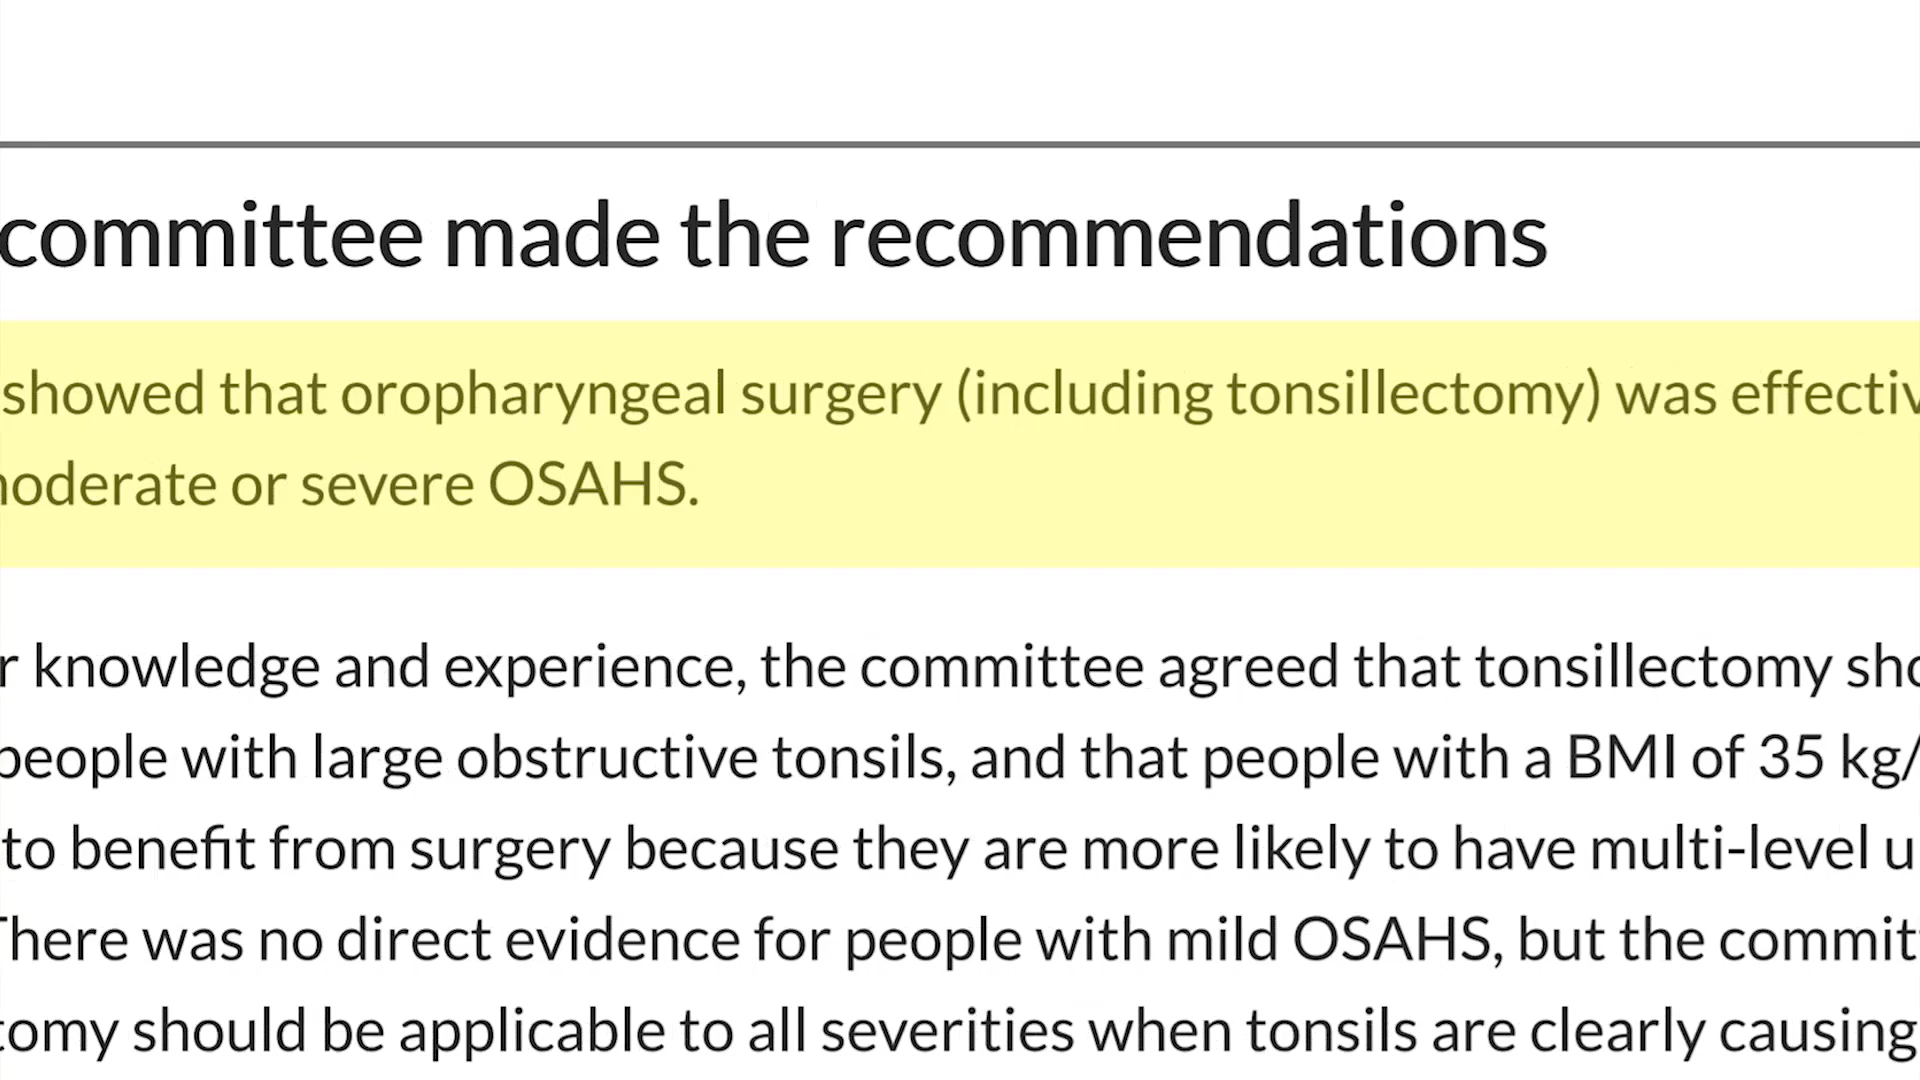 committee made the recommendations
showed that oropharyngeal surgery (including tonsillectomy) was effectiv
moderate or severe OSAHS.
r knowledge and experience, the committee agreed that tonsillectomy sho
people with large obstructive tonsils, and that people with a BMI of 35 kg/
to benefit from surgery because they are more likely to have multi-level u
There was no direct evidence for people with mild OSAHS, but the commit
tomy should be applicable to all severities when tonsils are clearly causing